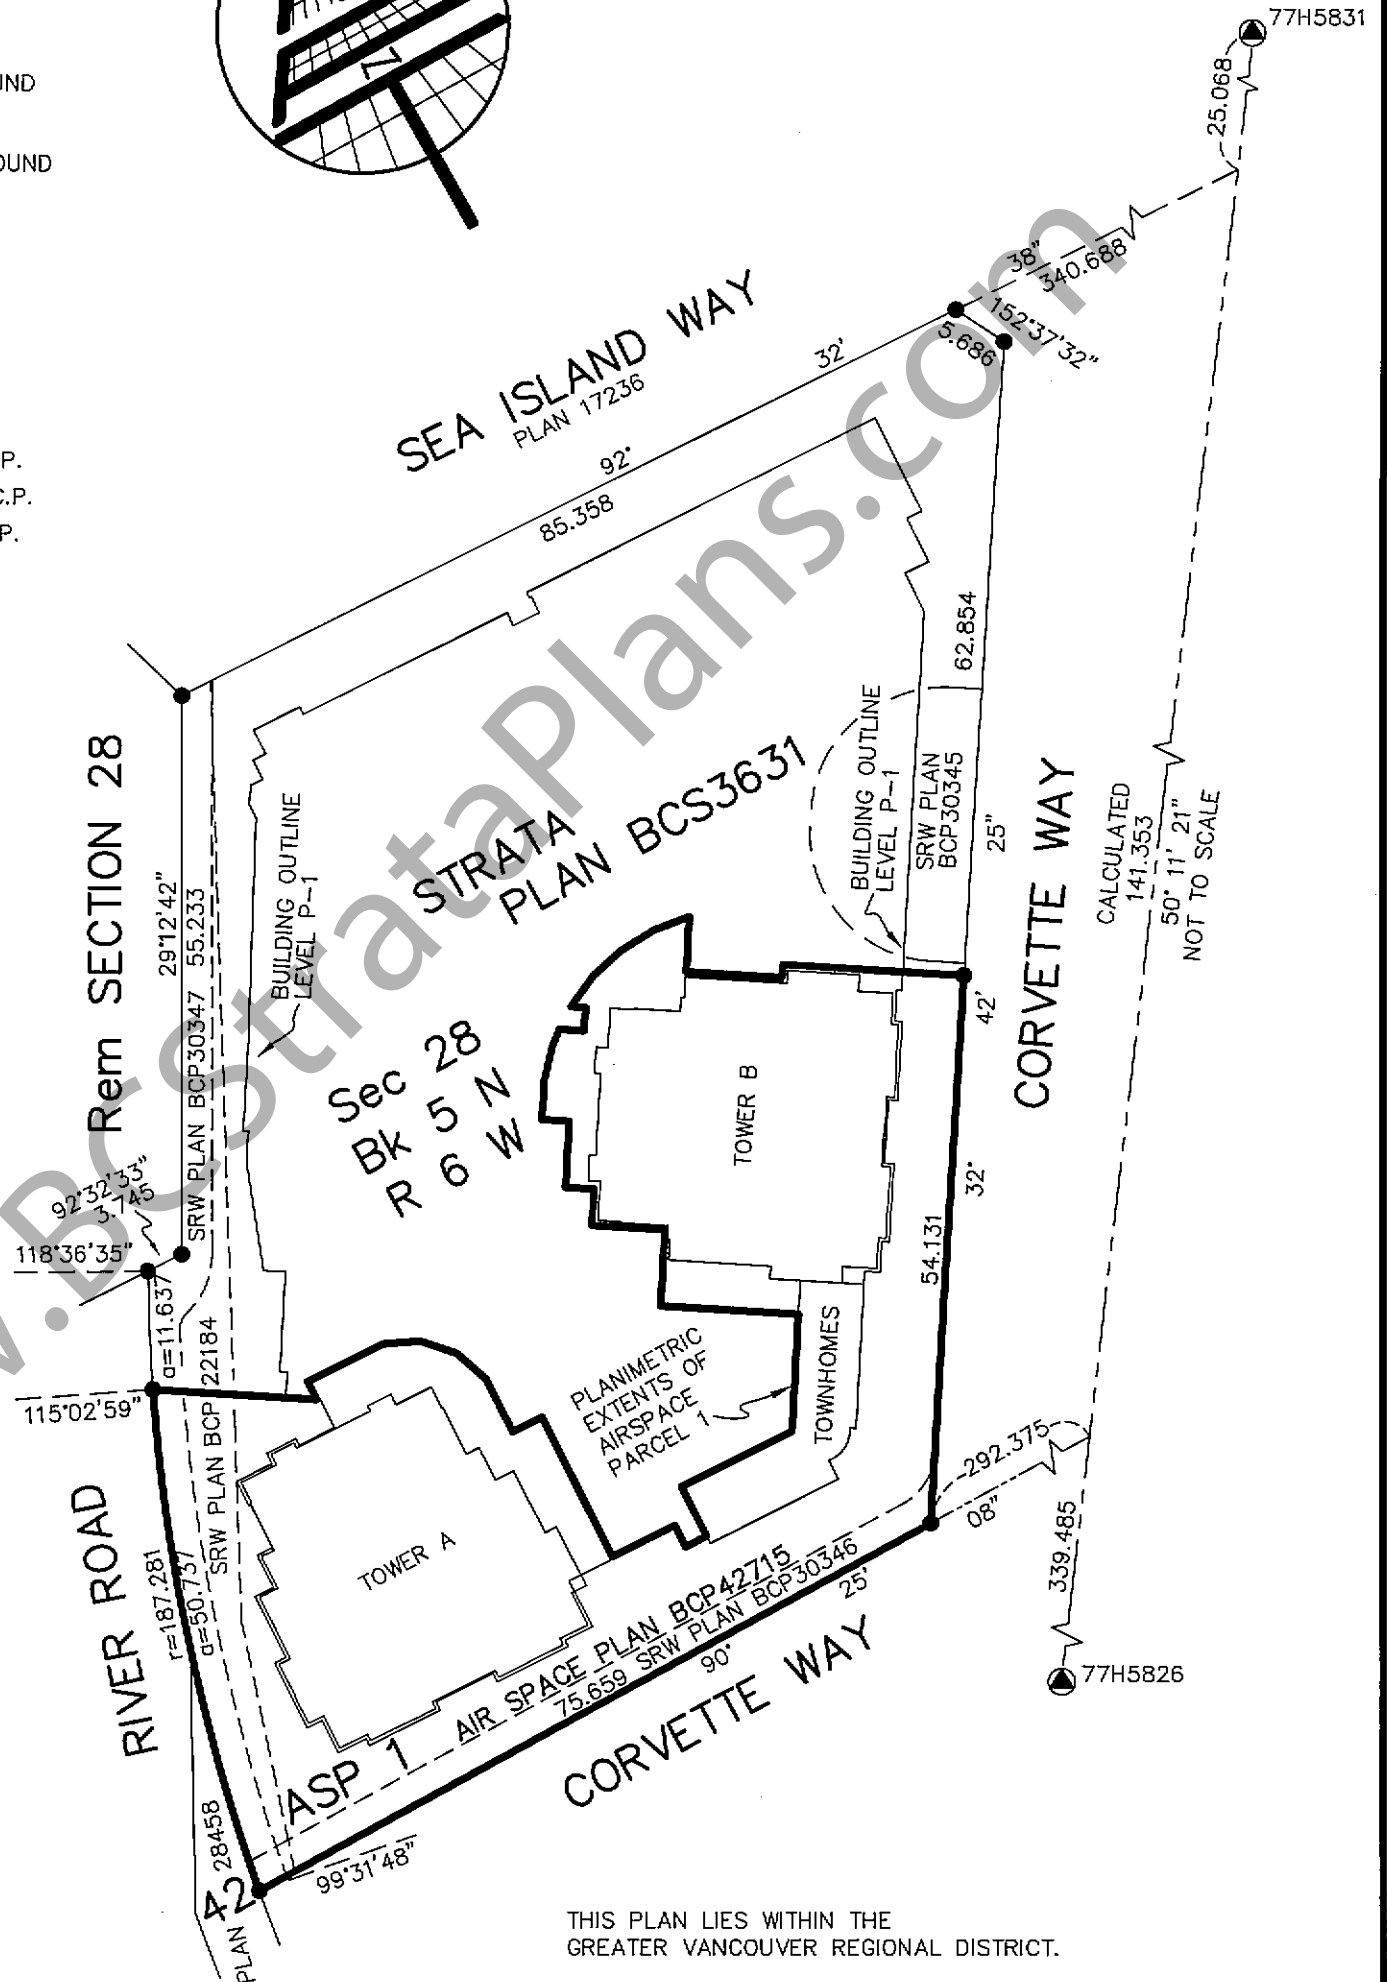 77H5831
UND
25.068
OUND
N
38"
340.688
SEA ISLAND WAY
PLAN 17236
32'
152°37'32"
5.686
92°
85.358
P.
C.P.
P.
62.854
Rem SECTION 28
29°12'42"
55.233
SRW PLAN BCP30347
BUILDING OUTLINE
LEVEL P-1
STRATA
PLAN BCS3631
BUILDING OUTLINE
LEVEL P-1
SRW PLAN
BCP30345
25"
CORVETTE WAY
CALCULATED
141.353
50° 11' 21"
NOT TO SCALE
42'
Sec 28
Bk 5 N
R 6 W
TOWER B
32°
54.131
92°32'33"
3.745
118°36'35"
a=11.637
115°02'59"
SRW PLAN BCP 22184
PLANIMETRIC
EXTENTS OF
AIRSPACE
PARCEL 1
TOWNHOMES
292.375
08"
339.485
RIVER ROAD
r=187.281
a=50.737
TOWER A
AIR SPACE PLAN BCP42715
75.659 SRW PLAN BCP30346
25'
90°
77H5826
CORVETTE WAY
ASP 1
28458
42
PLAN
99°31'48"
THIS PLAN LIES WITHIN THE
GREATER VANCOUVER REGIONAL DISTRICT.
w.BCStrataPlans.com